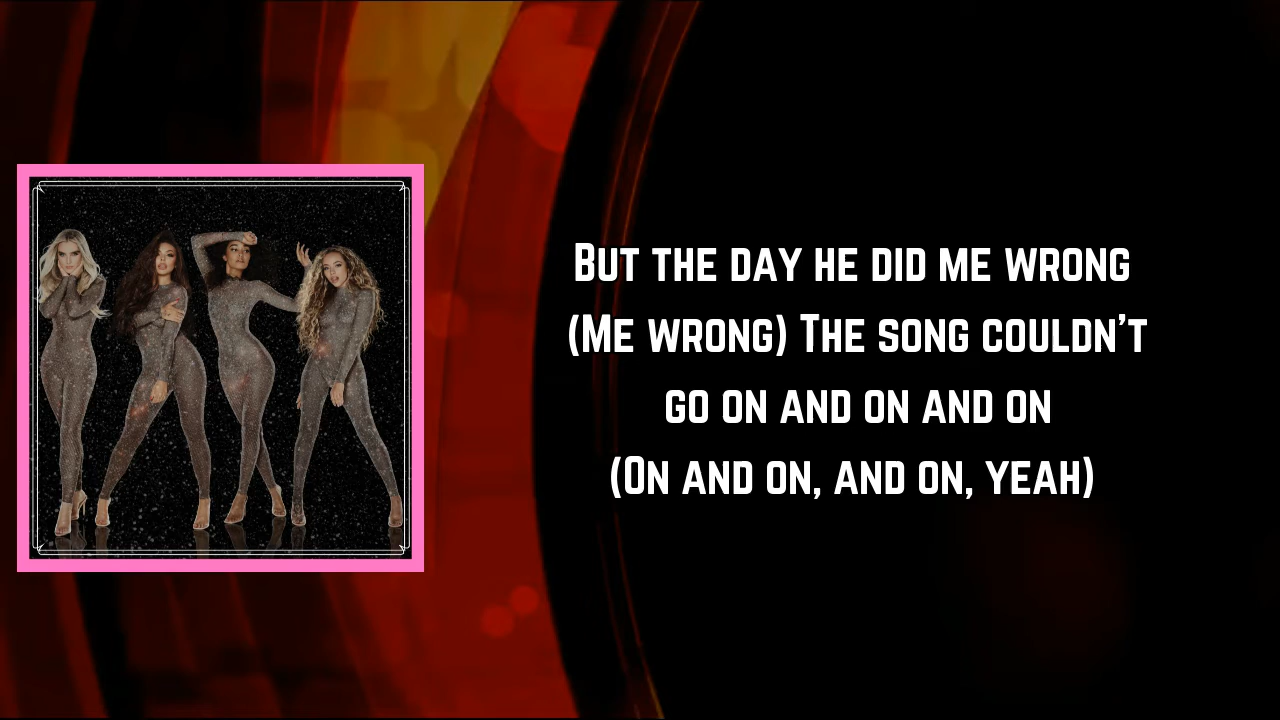 But the day he did me wrong
(Me wrong) The song couldn't
go on and on and on
(On and on, and on, yeah)